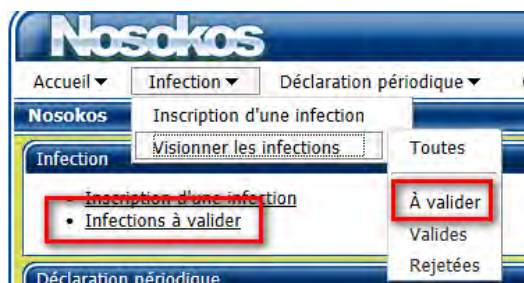 Nosokos
Accueil Infection Déclaration périodique
Nosokos
Inscription d'une infection
Visionner les infections
Toutes
À valider
Valides
Rejetées
Infection
Inscription d'une infection
Infections à valider
Déclaration périodique